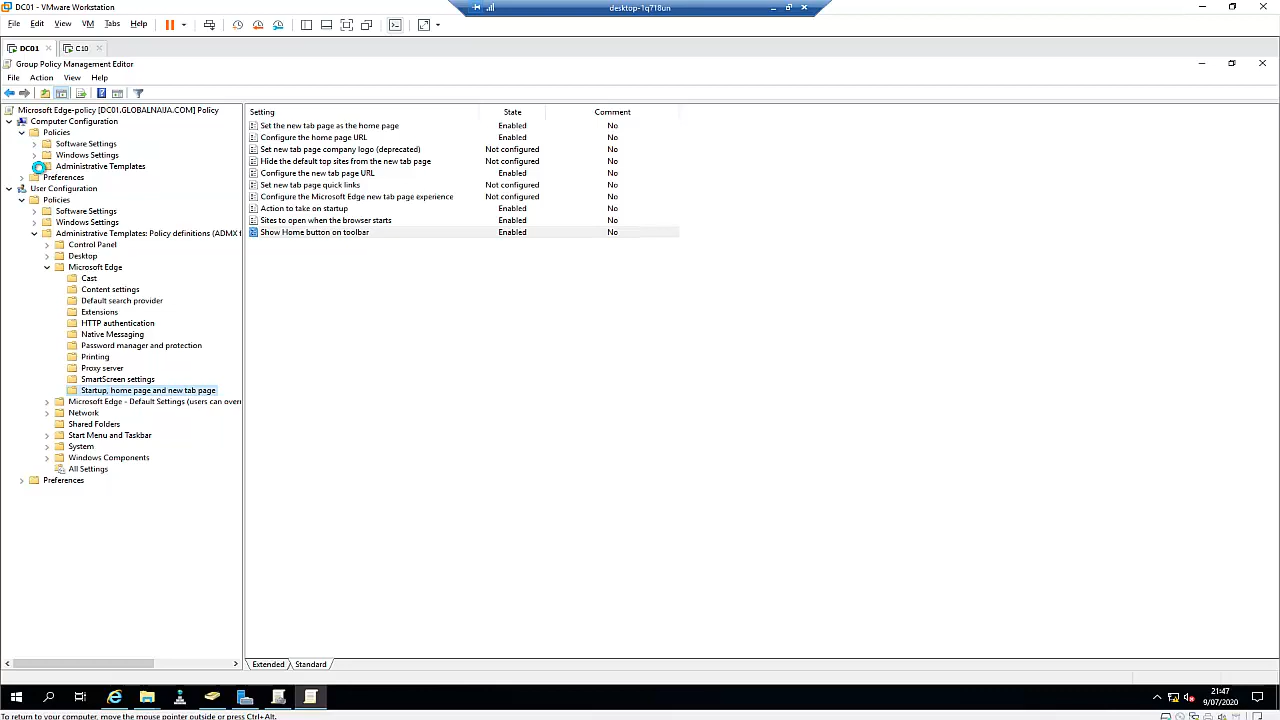 DC01 - VMware Workstation
desktop-1q718un
File Edit View VM Tabs Help
DC01 C10
Group Policy Management Editor
File Action View Help
Microsoft Edge-policy [DC01.GLOBALNAIJA.COM] Policy
Computer Configuration
Policies
Software Settings
Windows Settings
Administrative Templates
Preferences
User Configuration
Policies
Software Settings
Windows Settings
Administrative Templates: Policy definitions (ADMX f
Control Panel
Desktop
Microsoft Edge
Cast
Content settings
Default search provider
Extensions
HTTP authentication
Native Messaging
Password manager and protection
Printing
Proxy server
SmartScreen settings
Startup, home page and new tab page
Microsoft Edge - Default Settings (users can overr
Network
Shared Folders
Start Menu and Taskbar
System
Windows Components
All Settings
Preferences
Setting State Comment
Set the new tab page as the home page Enabled No
Configure the home page URL Enabled No
Set new tab page company logo (deprecated) Not configured No
Hide the default top sites from the new tab page Not configured No
Configure the new tab page URL Enabled No
Set new tab page quick links Not configured No
Configure the Microsoft Edge new tab page experience Not configured No
Action to take on startup Enabled No
Sites to open when the browser starts Enabled No
Show Home button on toolbar Enabled No
Extended Standard
21:47
9/07/2020
To return to your computer, move the mouse pointer outside or press Ctrl+Alt.